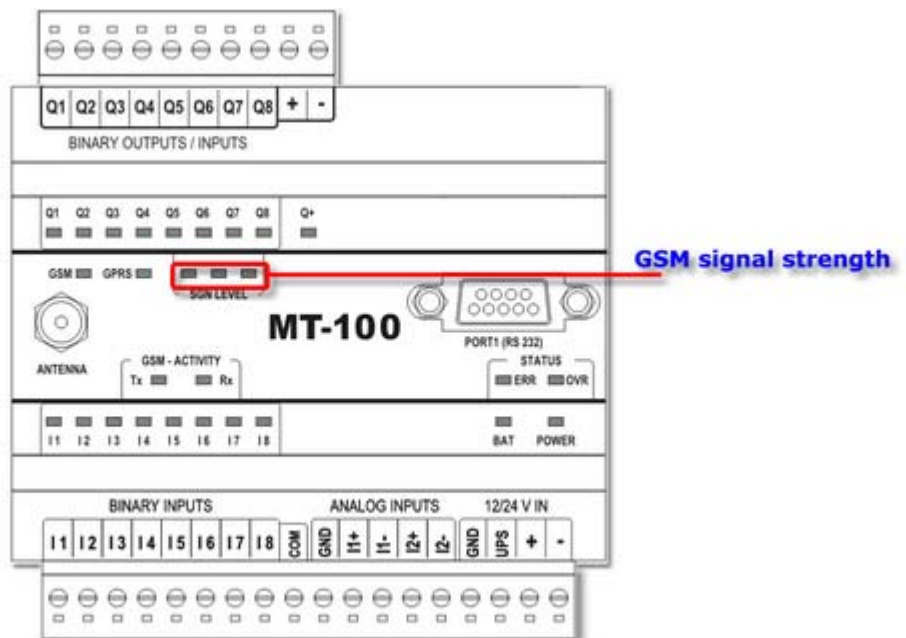 Q1 Q2 Q3 Q4 Q5 Q6 Q7 Q8 + -
BINARY OUTPUTS / INPUTS
Q1 Q2 Q3 Q4 Q5 Q6 Q7 Q8 Q+
GSM GPRS
SGN LEVEL
GSM signal strength
MT-100
PORT1 (RS 232)
ANTENNA
GSM - ACTIVITY
Tx Rx
STATUS
ERR OVR
I1 I2 I3 I4 I5 I6 I7 I8
BAT POWER
BINARY INPUTS
ANALOG INPUTS
12/24 V IN
I1 I2 I3 I4 I5 I6 I7 I8 COM GND I1+ I1- I2+ I2- GND UPS + -